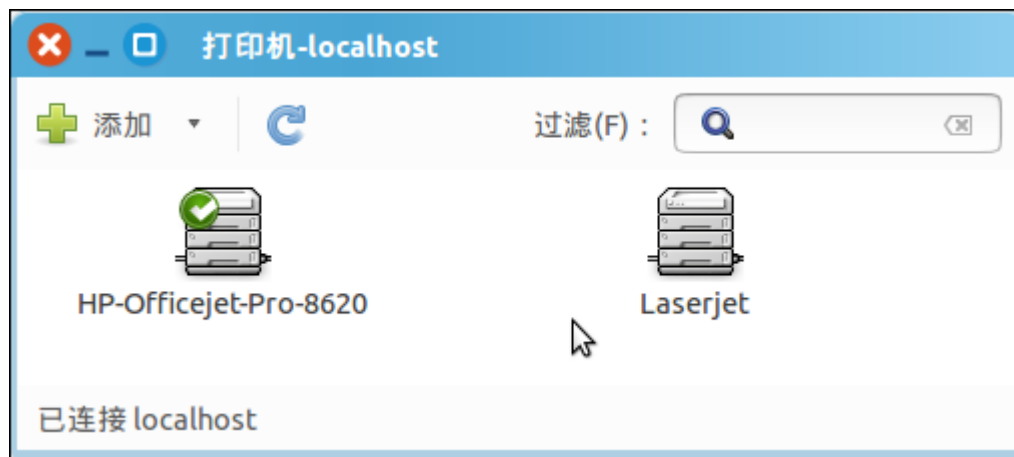 打印机-localhost
添加 过滤(F)：
HP-Officejet-Pro-8620 Laserjet
已连接 localhost